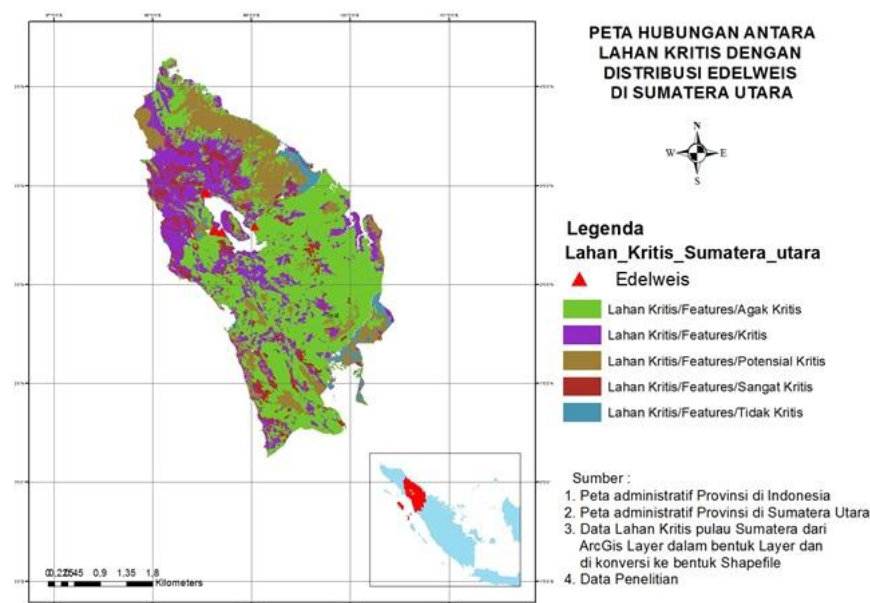 PETA HUBUNGAN ANTARA
LAHAN KRITIS DENGAN
DISTRIBUSI EDELWEIS
DI SUMATERA UTARA
N
W
E
S
Legenda
Lahan_Kritis_Sumatera_utara
Edelweis
Lahan Kritis/Features/Agak Kritis
Lahan Kritis/Features/Kritis
Lahan Kritis/Features/Potensial Kritis
Lahan Kritis/Features/Sangat Kritis
Lahan Kritis/Features/Tidak Kritis
Sumber :
1. Peta administratif Provinsi di Indonesia
2. Peta administratif Provinsi di Sumatera Utara
3. Data Lahan Kritis pulau Sumatera dari
ArcGis Layer dalam bentuk Layer dan
di konversi ke bentuk Shapefile
4. Data Penelitian
0,9 1,35 1,8
Kilometers